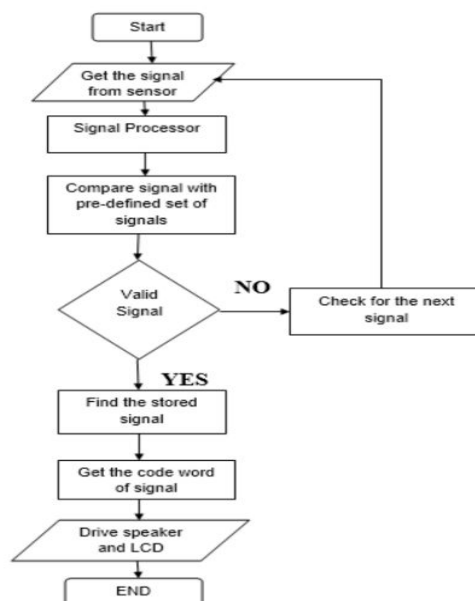 Start
Get the signal
from sensor
Signal Processor
Compare signal with
pre-defined set of
signals
Valid
Signal
NO
Check for the next
signal
YES
Find the stored
signal
Get the code word
of signal
Drive speaker
and LCD
END